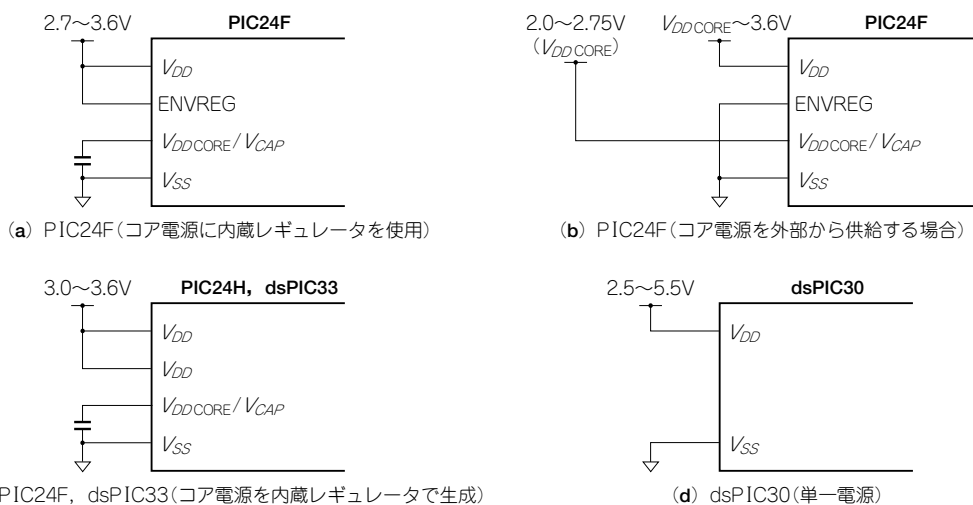 2.7～3.6V
PIC24F
VDD
ENVREG
VDDCORE/VCAP
VSS
(a) PIC24F(コア電源に内蔵レギュレータを使用)
2.0～2.75V
(VDDCORE)
VDDCORE～3.6V
PIC24F
VDD
ENVREG
VDDCORE/VCAP
VSS
(b) PIC24F(コア電源を外部から供給する場合)
3.0～3.6V
PIC24H, dsPIC33
VDD
VDD
VDDCORE/VCAP
VSS
PIC24F, dsPIC33(コア電源を内蔵レギュレータで生成)
2.5～5.5V
dsPIC30
VDD
VSS
(d) dsPIC30(単一電源)